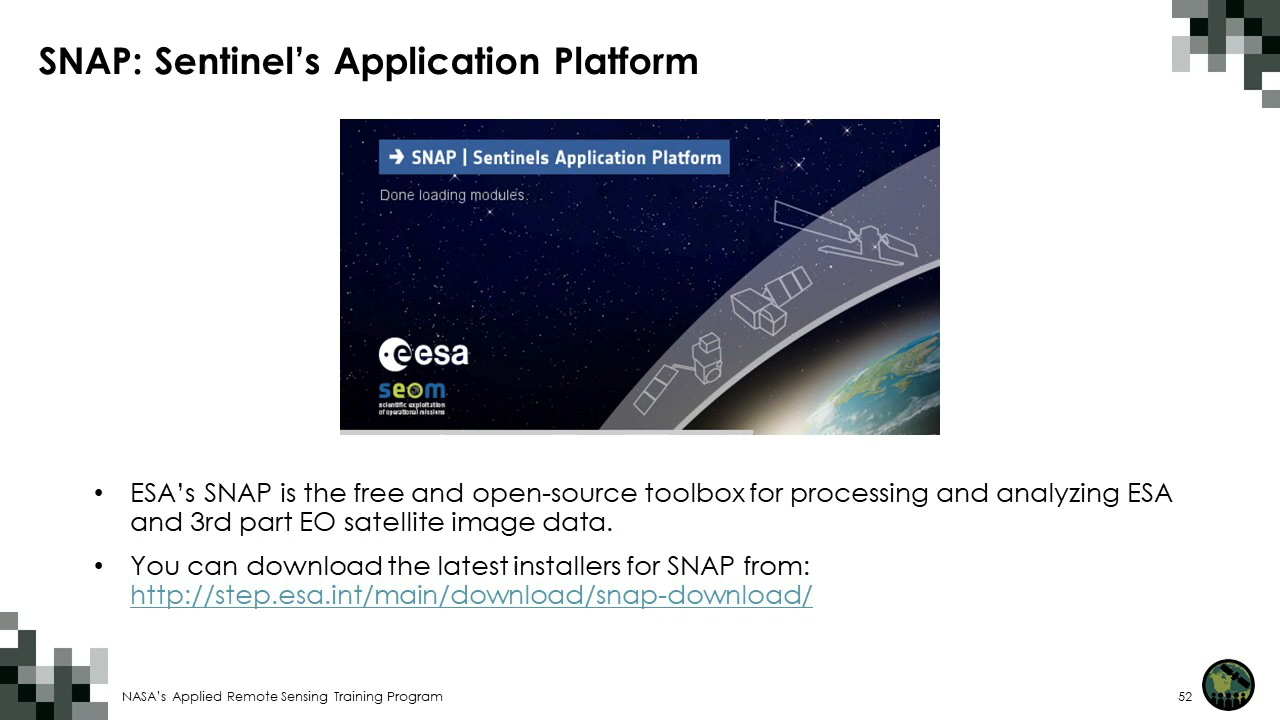 SNAP: Sentinel’s Application Platform
→ SNAP | Sentinels Application Platform
Done loading modules.
esa
seom
scientific exploitation
of operational missions
• ESA’s SNAP is the free and open-source toolbox for processing and analyzing ESA
and 3rd part EO satellite image data.
• You can download the latest installers for SNAP from:
http://step.esa.int/main/download/snap-download/
NASA’s Applied Remote Sensing Training Program
52